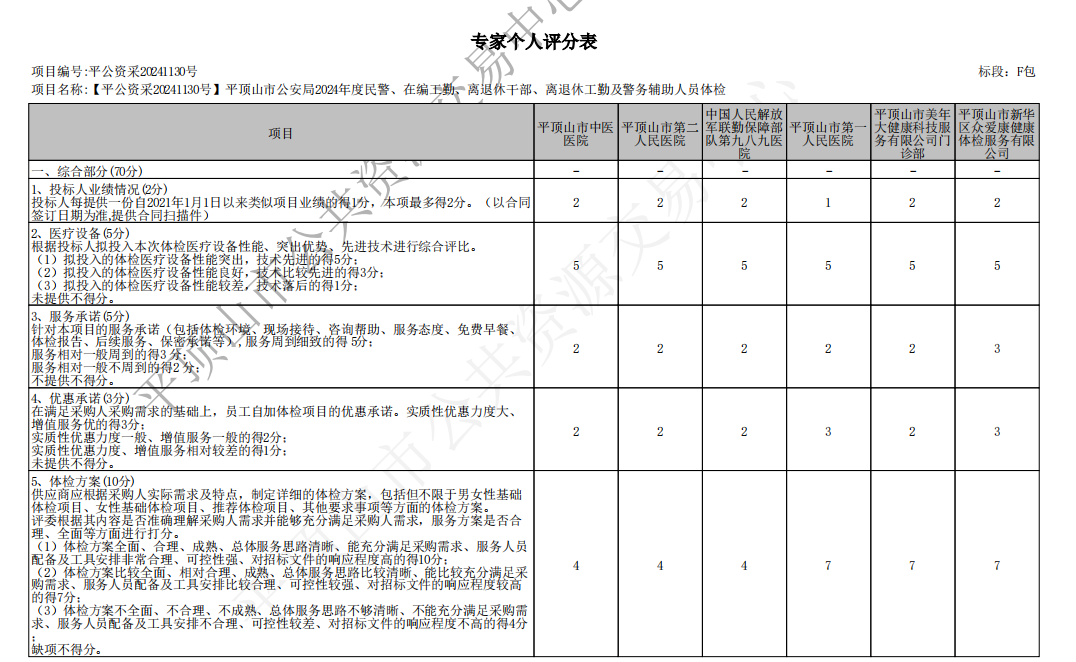 专家个人评分表
项目编号:平公资采20241130号
标段: F包
项目名称:【平公资采20241130号】平顶山市公安局2024年度民警、在编工勤、离退休干部、离退休工勤及警务辅助人员体检
项目
平顶山市中医
医院
平顶山市第二
人民医院
中国人民解放
军联勤保障部
队第九八九医
院
平顶山市第一
人民医院
平顶山市美年
大健康科技服
务有限公司门
诊部
平顶山市新华
区众爱康健康
体检服务有限
公司
一、综合部分(70分)
- - - - - -
1、投标人业绩情况(2分)
投标人每提供一份自2021年1月1日以来类似项目业绩的得1分，本项最多得2分。（以合同
签订日期为准,提供合同扫描件）
2 2 2 1 2 2
2、医疗设备(5分)
根据投标人拟投入本次体检医疗设备性能、突出优势、先进技术进行综合评比。
（1）拟投入的体检医疗设备性能突出，技术先进的得5分；
（2）拟投入的体检医疗设备性能良好，技术比较先进的得3分；
（3）拟投入的体检医疗设备性能较差，技术落后的得1分；
未提供不得分。
5 5 5 5 5 5
3、服务承诺(5分)
针对本项目的服务承诺（包括体检环境、现场接待、咨询帮助、服务态度、免费早餐、
体检报告、后续服务、保密承诺等）,服务周到细致的得 5分；
服务相对一般周到的得3 分；
服务相对一般不周到的得2 分；
不提供不得分。
2 2 2 2 2 3
4、优惠承诺(3分)
在满足采购人采购需求的基础上，员工自加体检项目的优惠承诺。实质性优惠力度大、
增值服务优的得3分；
实质性优惠力度一般、增值服务一般的得2分；
实质性优惠力度、增值服务相对较差的得1分；
未提供不得分。
2 2 2 3 2 3
5、体检方案(10分)
供应商应根据采购人实际需求及特点，制定详细的体检方案，包括但不限于男女性基础
体检项目、女性基础体检项目、推荐体检项目、其他要求事项等方面的体检方案。
评委根据其内容是否准确理解采购人需求并能够充分满足采购人需求，服务方案是否合
理、全面等方面进行打分。
（1）体检方案全面、合理、成熟、总体服务思路清晰、能充分满足采购需求、服务人员
配备及工具安排非常合理、可控性强、对招标文件的响应程度高的得10分；
（2）体检方案比较全面、相对合理、成熟、总体服务思路比较清晰、能比较充分满足采
购需求、服务人员配备及工具安排比较合理、可控性较强、对招标文件的响应程度较高
的得7分；
（3）体检方案不全面、不合理、不成熟、总体服务思路不够清晰、不能充分满足采购需
求、服务人员配备及工具安排不合理、可控性较差、对招标文件的响应程度不高的得4分
；
缺项不得分。
4 4 4 7 7 7
平顶山市公共资源交易中心
平顶山市公共资源交易中心